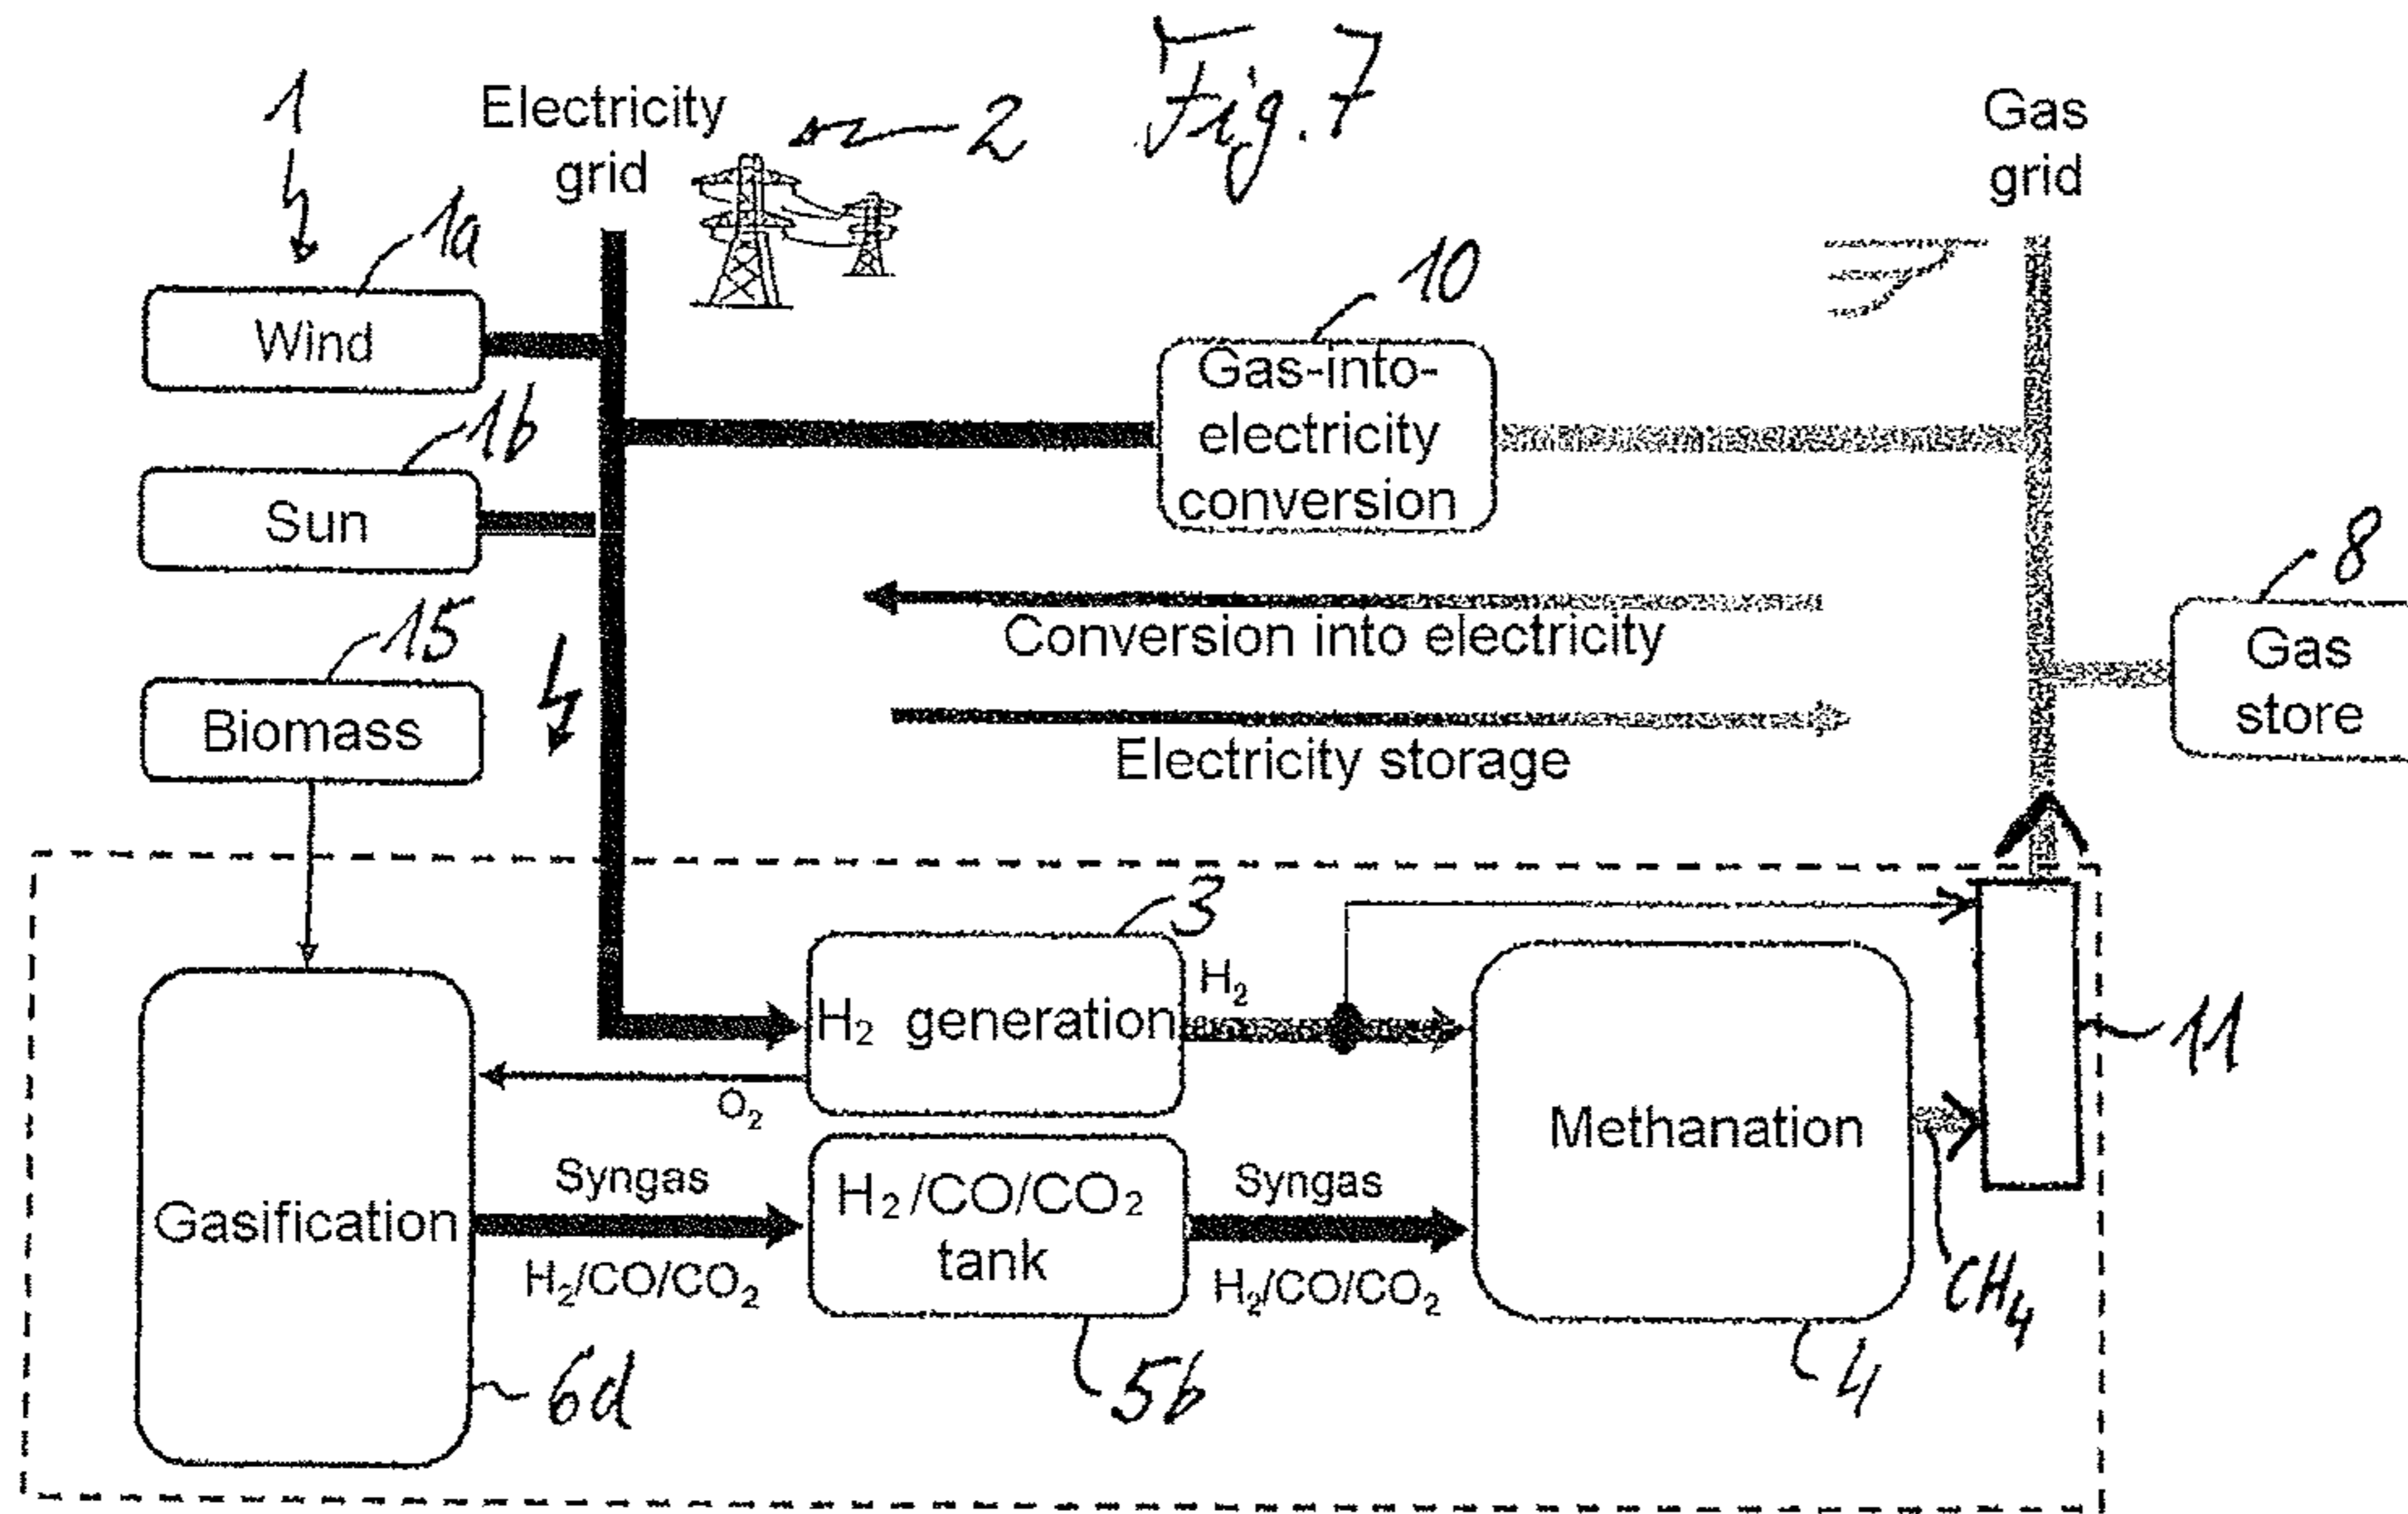 Fig. 7
1
Electricity
grid
2
Gas
grid
1a
Wind
10
Gas-into-
electricity
conversion
1b
Sun
8
Gas
store
Conversion into electricity
15
Biomass
Electricity storage
3
H₂ generation
H₂
O₂
11
Methanation
Gasification
Syngas
H₂/CO/CO₂
H₂/CO/CO₂
tank
Syngas
H₂/CO/CO₂
CH₄
6d
5b
4